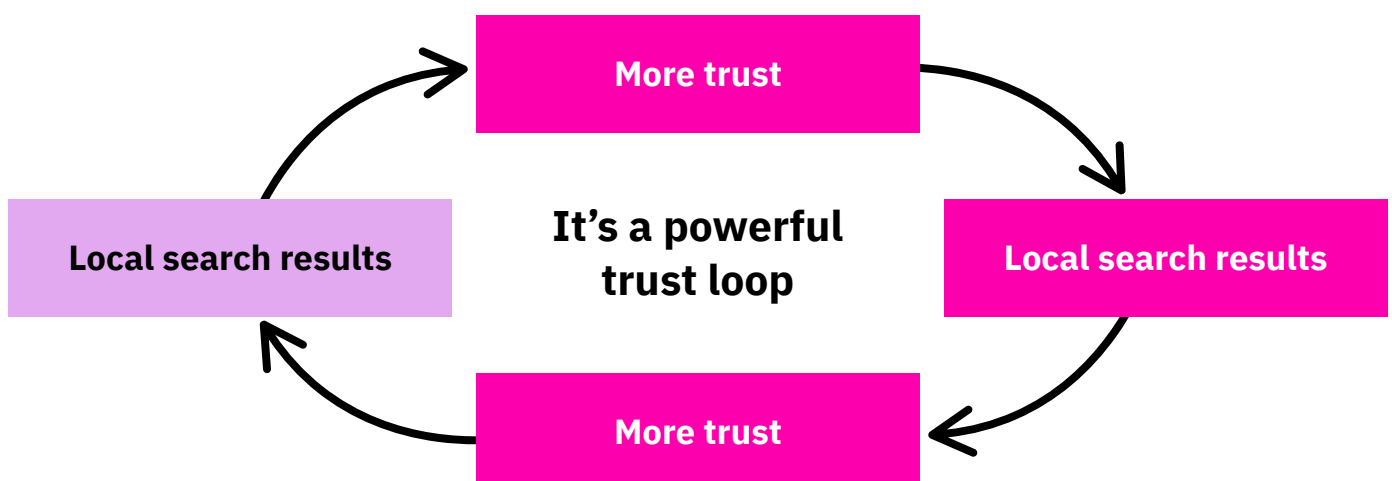 More trust
It’s a powerful
trust loop
Local search results
Local search results
More trust